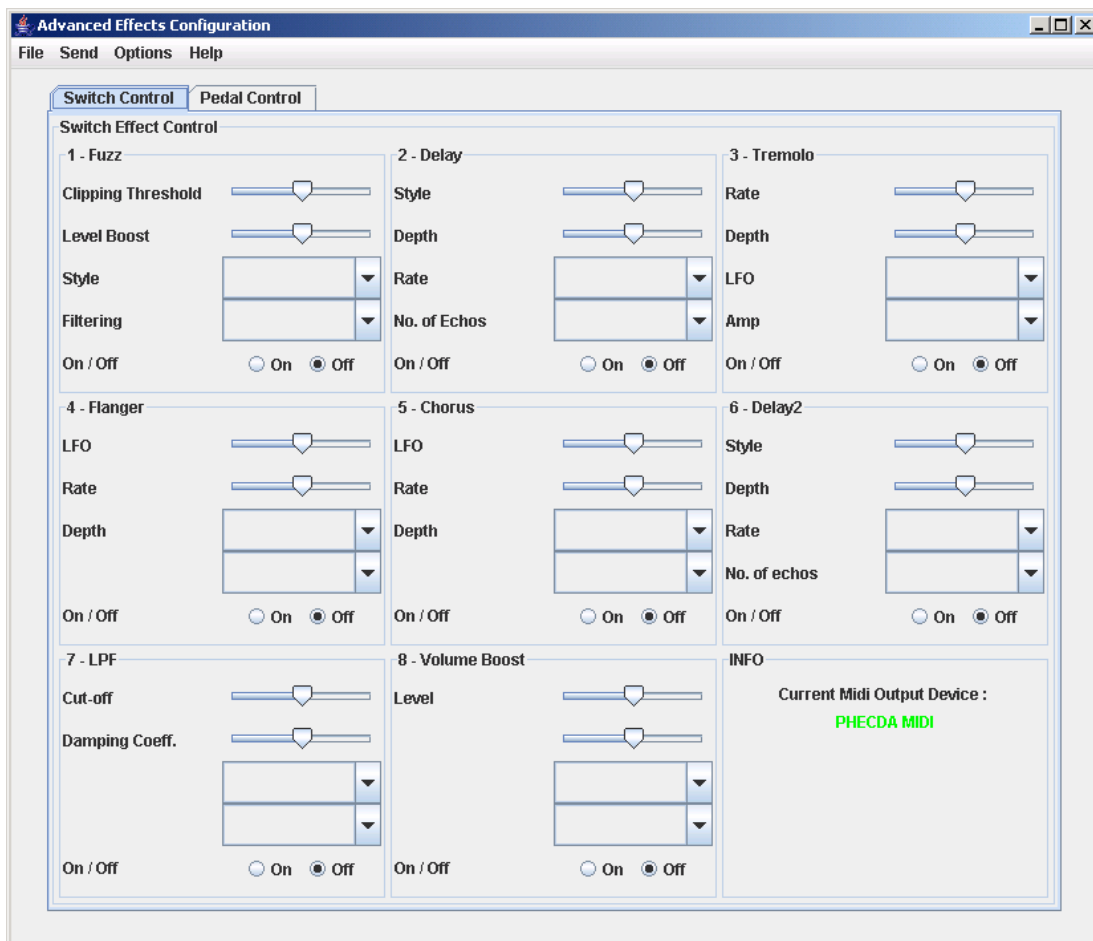 Advanced Effects Configuration
File Send Options Help
Switch Control Pedal Control
Switch Effect Control
1 - Fuzz
Clipping Threshold
Level Boost
Style
Filtering
On / Off On Off
2 - Delay
Style
Depth
Rate
No. of Echos
On / Off On Off
3 - Tremolo
Rate
Depth
LFO
Amp
On / Off On Off
4 - Flanger
LFO
Rate
Depth
On / Off On Off
5 - Chorus
LFO
Rate
Depth
On / Off On Off
6 - Delay2
Style
Depth
Rate
No. of echos
On / Off On Off
7 - LPF
Cut-off
Damping Coeff.
On / Off On Off
8 - Volume Boost
Level
On / Off On Off
INFO
Current Midi Output Device :
PHECDA MIDI